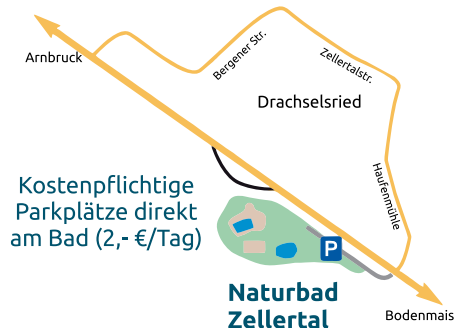 Arnbruck
Bergener Str.
Zellertalstr.
Drachselsried
Haufenmühle
Kostenpflichtige
Parkplätze direkt
am Bad (2,- €/Tag)
P
Naturbad
Zellertal
Bodenmais